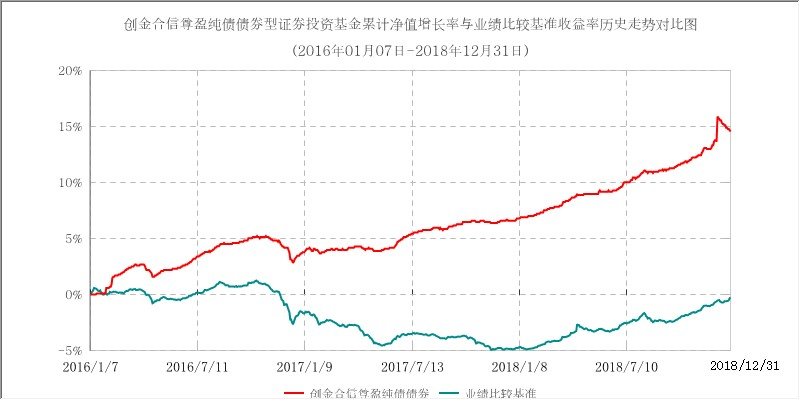 创金合信尊盈纯债债券型证券投资基金累计净值增长率与业绩比较基准收益率历史走势对比图
(2016年01月07日-2018年12月31日)
20%
15%
10%
5%
0%
-5%
2016/1/7 2016/7/11 2017/1/9 2017/7/13 2018/1/8 2018/7/10 2018/12/31
创金合信尊盈纯债债券 业绩比较基准